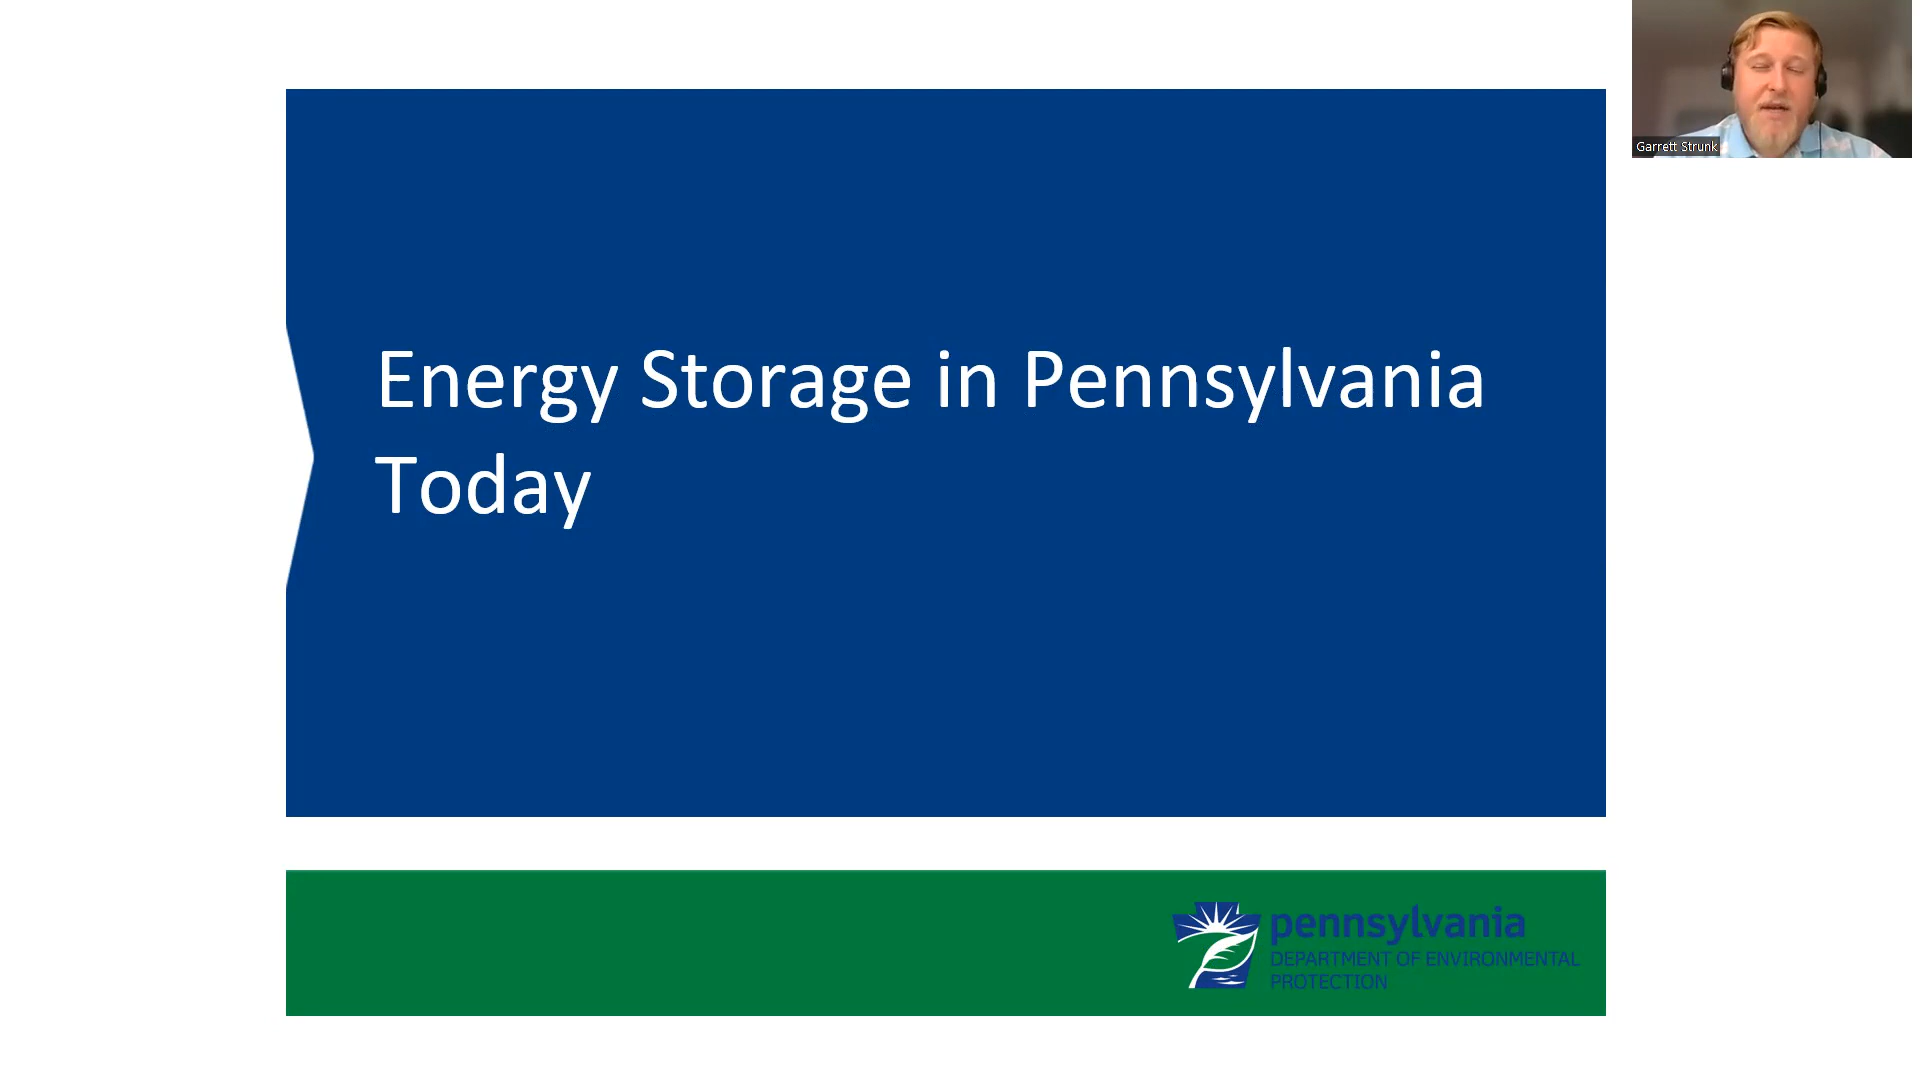 Energy Storage in Pennsylvania
Today
Garrett Strunk
pennsylvania
DEPARTMENT OF ENVIRONMENTAL
PROTECTION